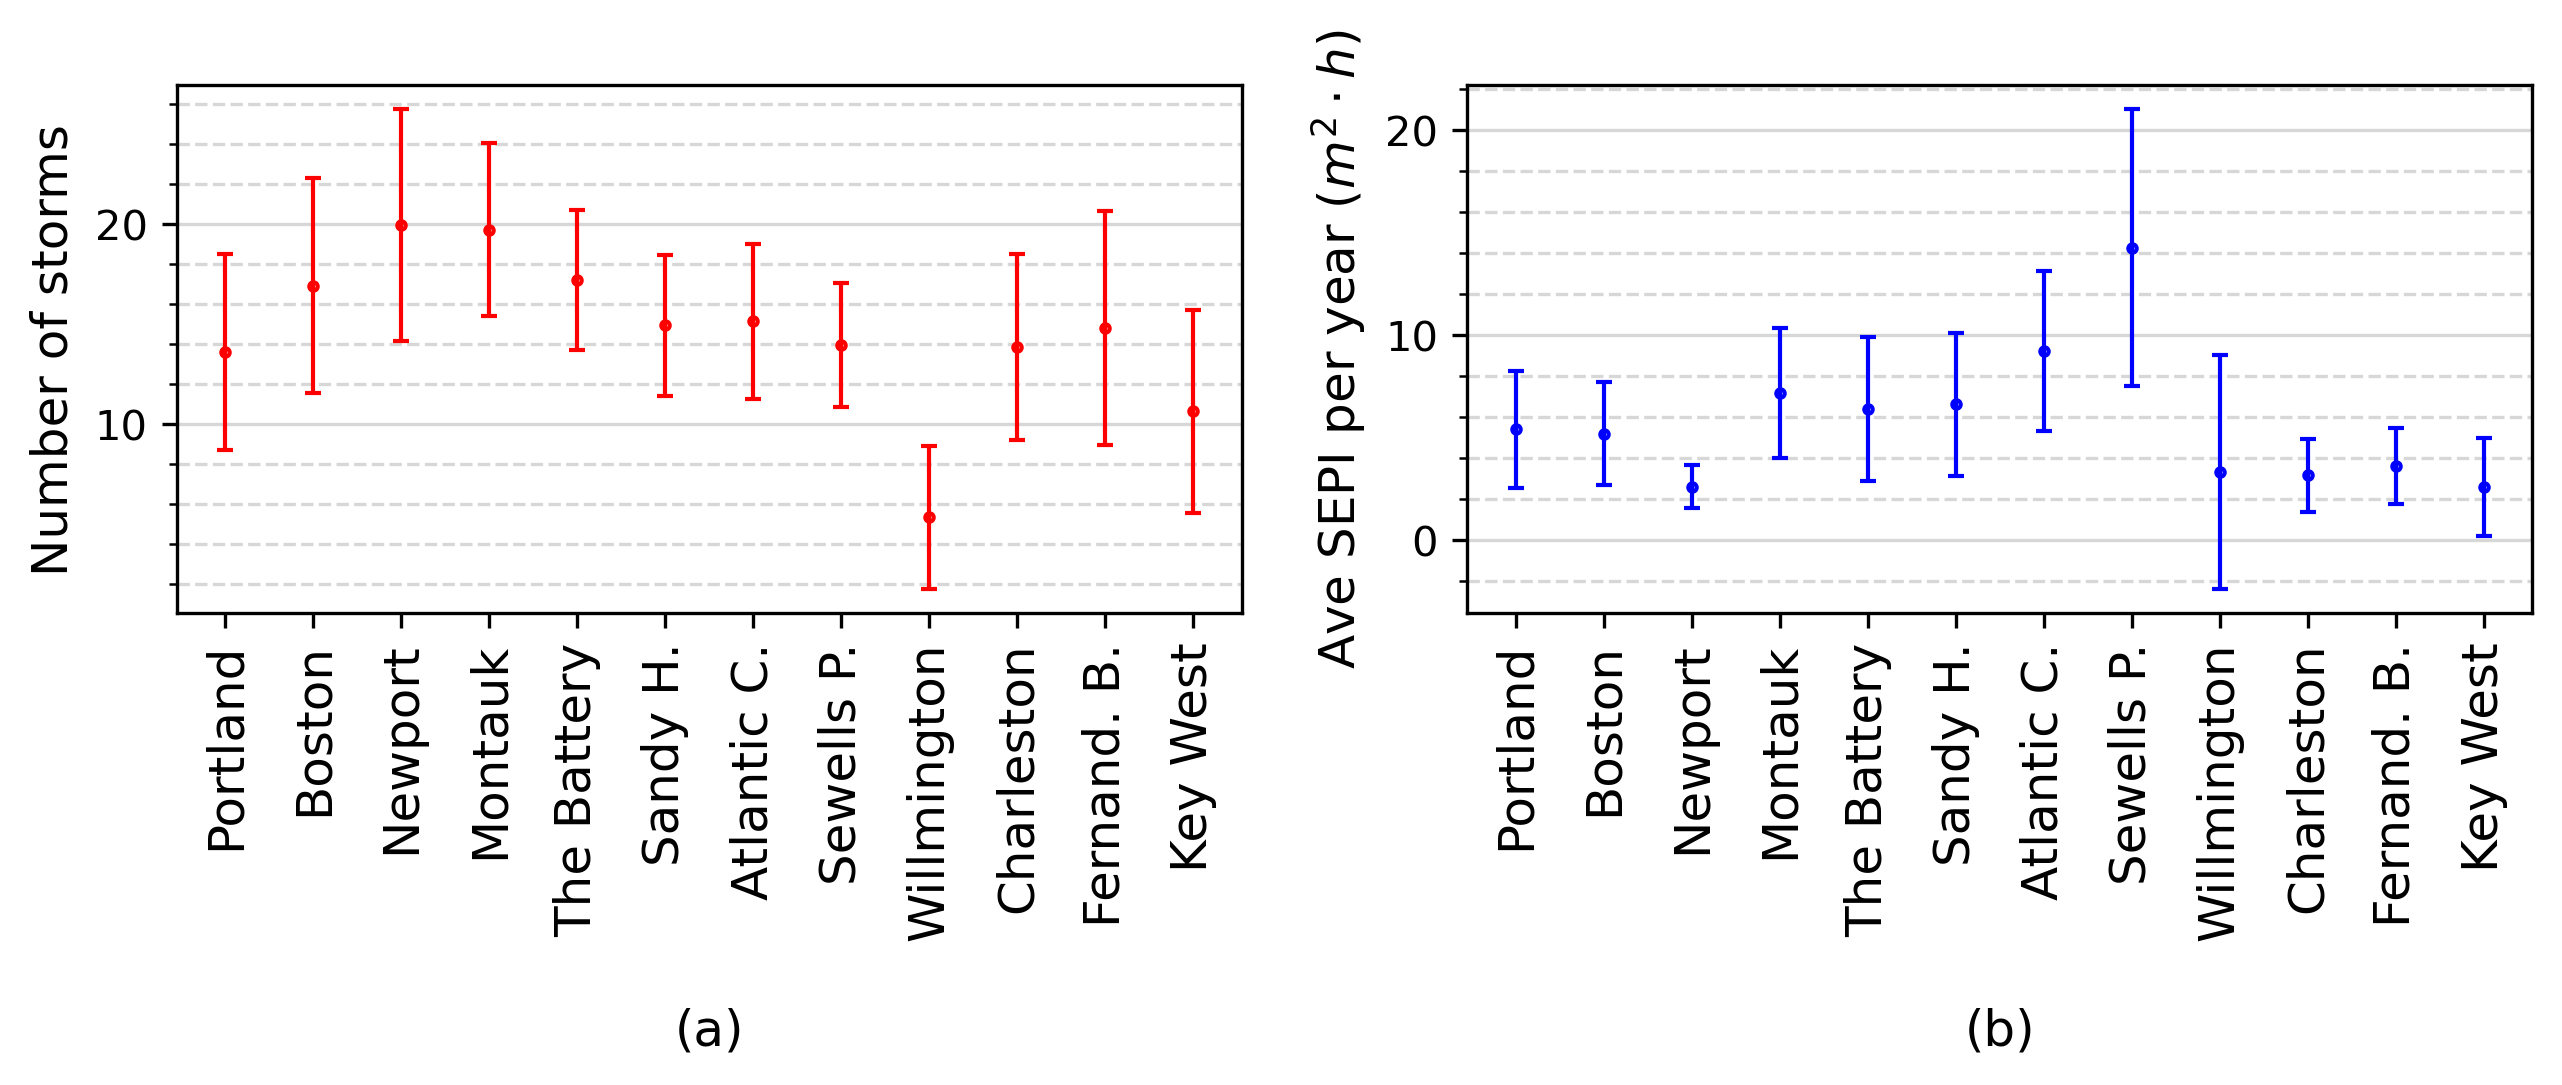 Number of storms
20
10
Portland
Boston
Newport
Montauk
The Battery
Sandy H.
Atlantic C.
Sewells P.
Willmington
Charleston
Fernand. B.
Key West
(a)
Ave SEPI per year (m² · h)
20
10
0
Portland
Boston
Newport
Montauk
The Battery
Sandy H.
Atlantic C.
Sewells P.
Willmington
Charleston
Fernand. B.
Key West
(b)